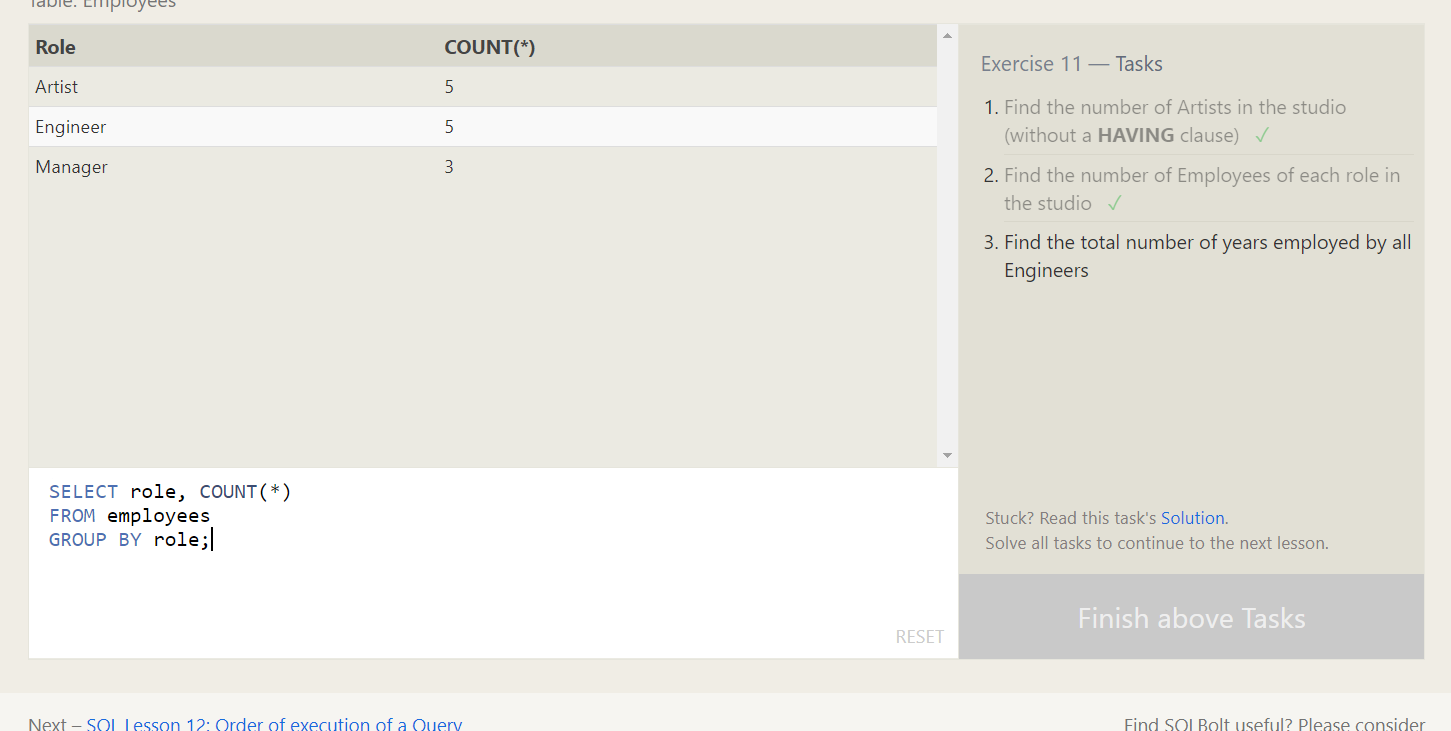 Table: Employees
Role COUNT(*)
Artist 5
Engineer 5
Manager 3
SELECT role, COUNT(*)
FROM employees
GROUP BY role;
RESET
Exercise 11 — Tasks
1. Find the number of Artists in the studio
(without a HAVING clause) ✓
2. Find the number of Employees of each role in
the studio ✓
3. Find the total number of years employed by all
Engineers
Stuck? Read this task's Solution.
Solve all tasks to continue to the next lesson.
Finish above Tasks
Next – SQL Lesson 12: Order of execution of a Query
Find SQLBolt useful? Please consider